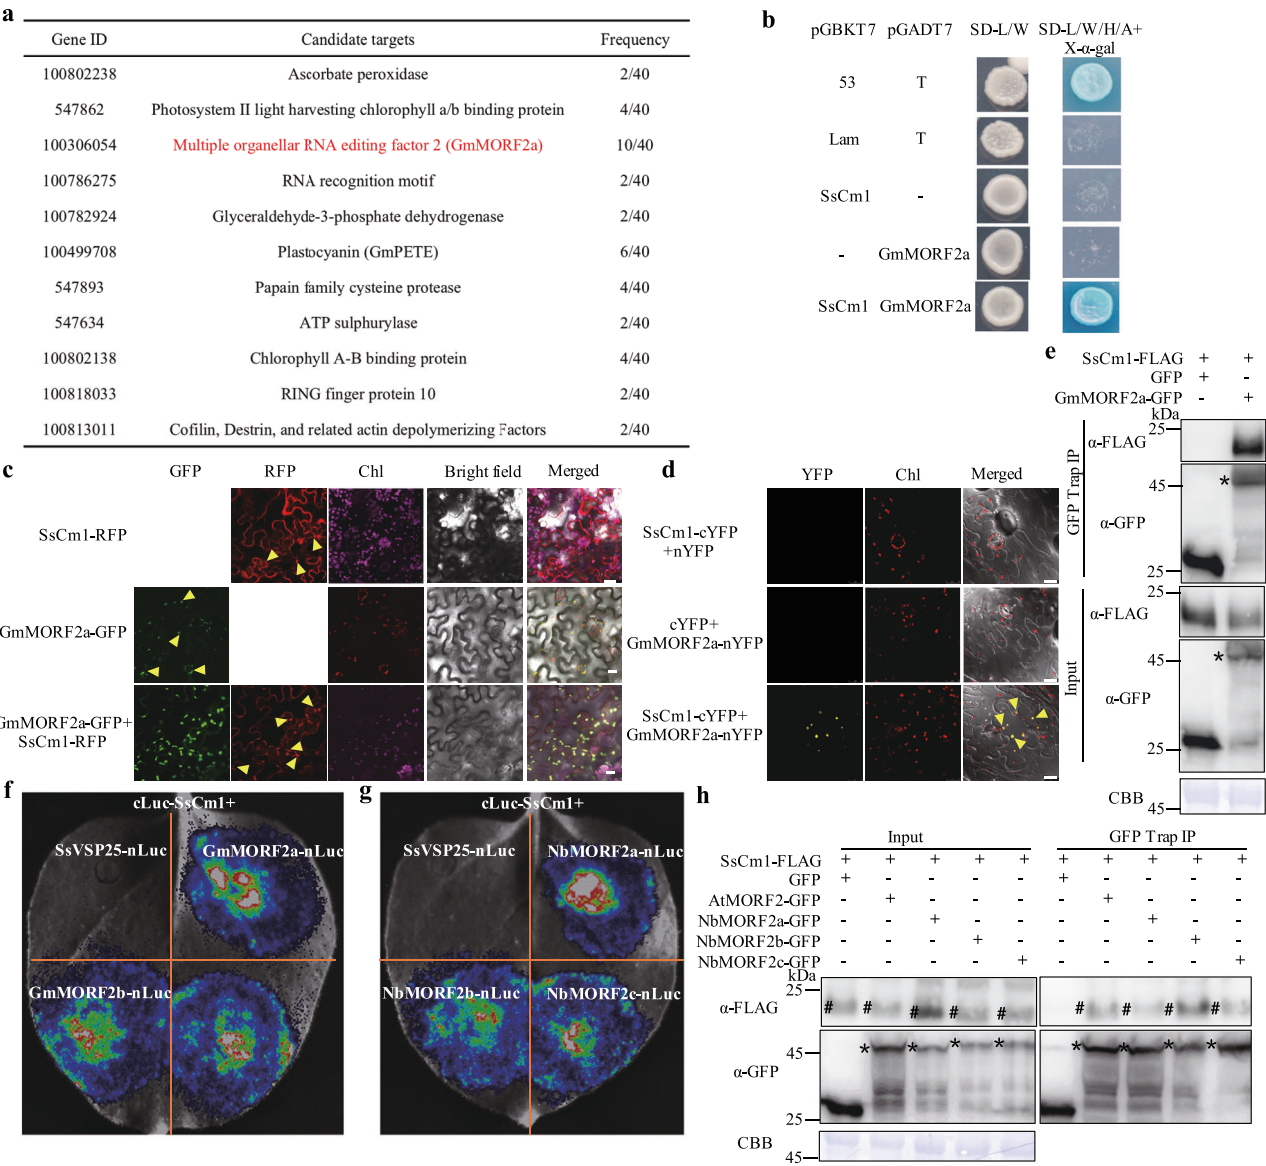 a
Gene ID Candidate targets Frequency
100802238 Ascorbate peroxidase 2/40
547862 Photosystem II light harvesting chlorophyll a/b binding protein 4/40
100306054 Multiple organellar RNA editing factor 2 (GmMORF2a) 10/40
100786275 RNA recognition motif 2/40
100782924 Glyceraldehyde-3-phosphate dehydrogenase 2/40
100499708 Plastocyanin (GmPETE) 6/40
547893 Papain family cysteine protease 4/40
547634 ATP sulphurylase 2/40
100802138 Chlorophyll A-B binding protein 4/40
100818033 RING finger protein 10 2/40
100813011 Cofilin, Destrin, and related actin depolymerizing Factors 2/40
b
pGBKT7 pGADT7 SD-L/W SD-L/W/H/A+
X-α-gal
53 T
Lam T
SsCm1 -
- GmMORF2a
SsCm1 GmMORF2a
c
GFP RFP Chl Bright field Merged
SsCm1-RFP
GmMORF2a-GFP
GmMORF2a-GFP+
SsCm1-RFP
d
YFP Chl Merged
SsCm1-cYFP
+nYFP
cYFP+
GmMORF2a-nYFP
SsCm1-cYFP+
GmMORF2a-nYFP
e
SsCm1-FLAG + +
GFP + -
GmMORF2a-GFP - +
kDa
GFP Trap IP
25 α-FLAG
*
45
α-GFP
25
Input
25
α-FLAG
*
45
α-GFP
25
CBB
45
f
cLuc-SsCm1+
SsVSP25-nLuc GmMORF2a-nLuc
GmMORF2b-nLuc
g
cLuc-SsCm1+
SsVSP25-nLuc NbMORF2a-nLuc
NbMORF2b-nLuc NbMORF2c-nLuc
h
Input GFP Trap IP
SsCm1-FLAG + + + + + + + + + +
GFP + - - - - + - - - -
AtMORF2-GFP - + - - - - + - - -
NbMORF2a-GFP - - + - - - - + - -
NbMORF2b-GFP - - - + - - - - + -
NbMORF2c-GFP - - - - + - - - - +
kDa
25
α-FLAG # # # # # # # # #
* * * * * * * *
45
α-GFP
25
CBB
45